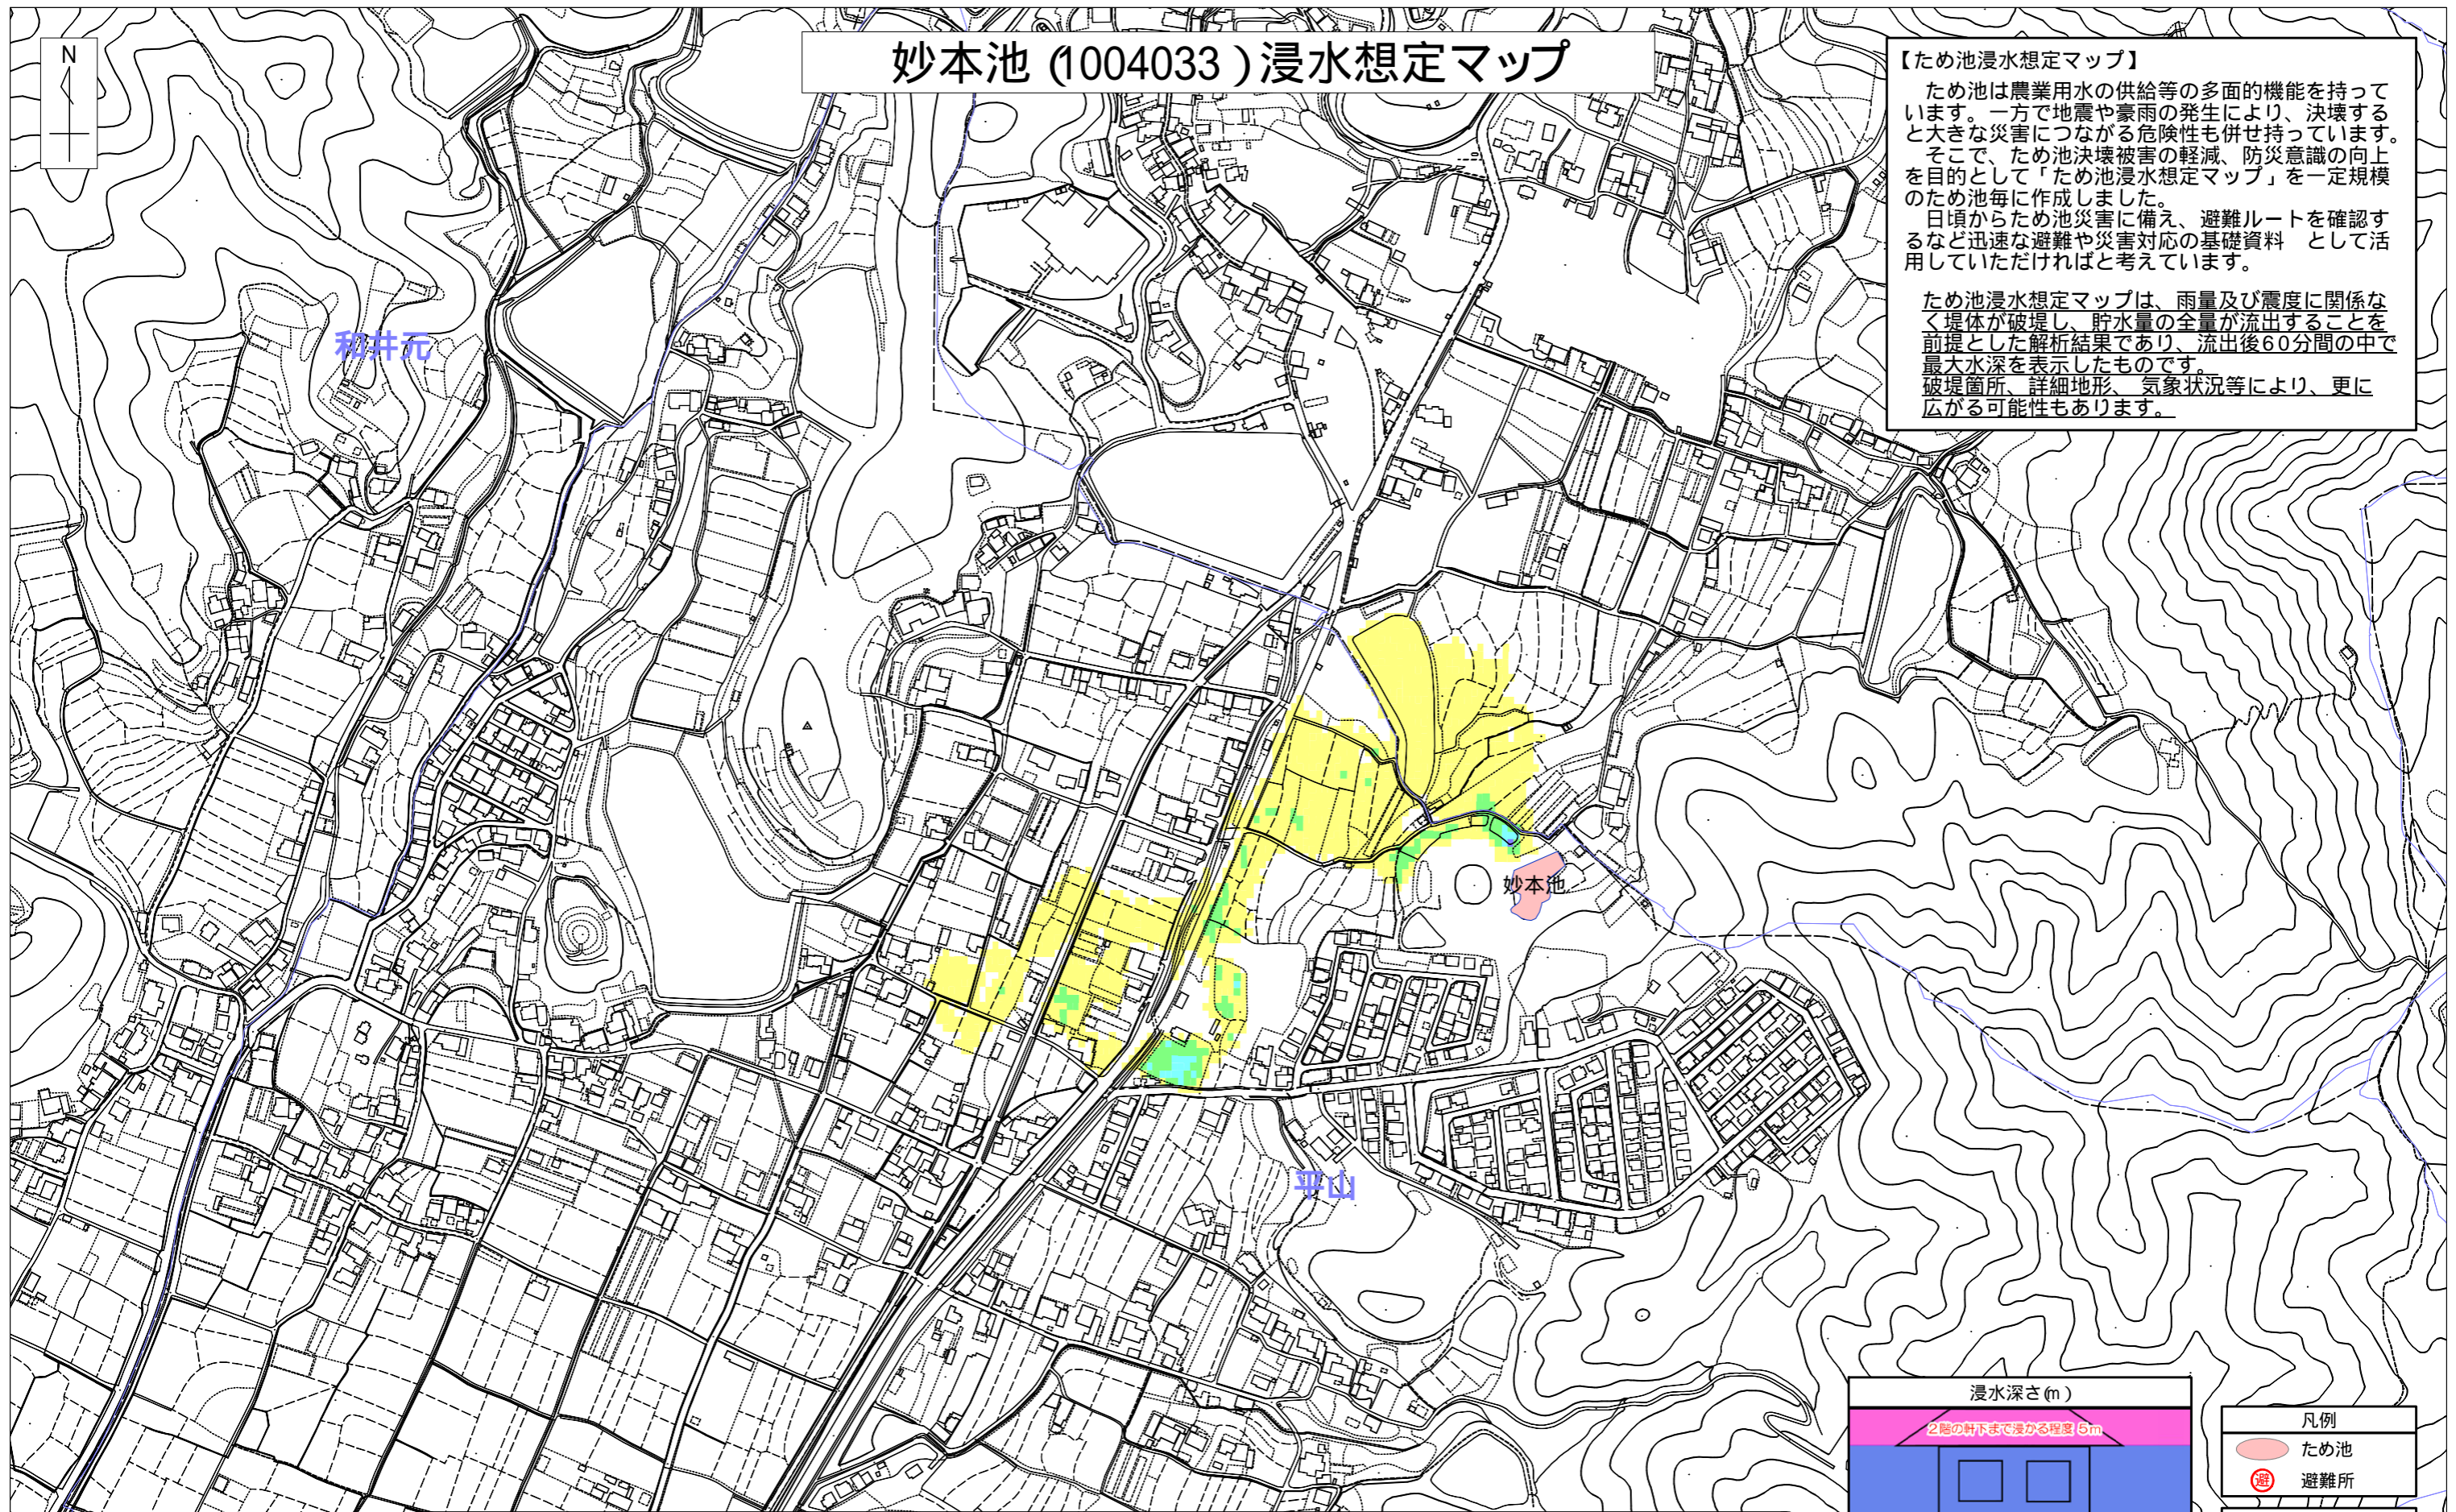 N
妙本池(1004033)浸水想定マップ
【ため池浸水想定マップ】
ため池は農業用水の供給等の多面的機能を持って
います。一方で地震や豪雨の発生により、決壊する
と大きな災害につながる危険性も併せ持っています。
そこで、ため池決壊被害の軽減、防災意識の向上
を目的として「ため池浸水想定マップ」を一定規模
のため池毎に作成しました。
日頃からため池災害に備え、避難ルートを確認す
るなど迅速な避難や災害対応の基礎資料　として活
用していただければと考えています。
ため池浸水想定マップは、雨量及び震度に関係な
く堤体が破堤し、貯水量の全量が流出することを
前提とした解析結果であり、流出後60分間の中で
最大水深を表示したものです。
破堤箇所、詳細地形、気象状況等により、更に
広がる可能性もあります。
和井元
妙本池
平山
浸水深さ(m)
2階の軒下まで浸かる程度 5m
凡例
ため池
避 避難所